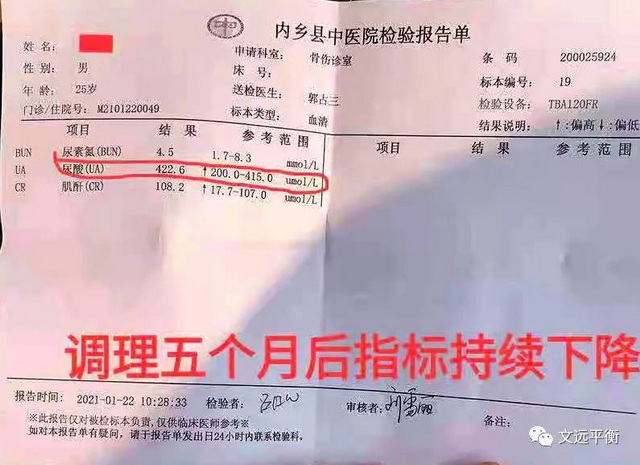 内乡县中医院检验报告单
姓 名：
申请科室： 骨伤诊室
条 码 200025924
性 别： 男
床 号：
标本编号： 19
年 龄： 25岁
送检医生： 郭占三
检验设备： TBA120FR
门诊/住院号： M2101220049
标本类型： 血清
结果说明： ↑:偏高↓:偏低
项目 结 果 参 考 范 围
BUN 尿素氮(BUN) 4.5 1.7-8.3 mmol/L
UA 尿酸(UA) 422.6 ↑200.0-415.0 umol/L
CR 肌酐(CR) 108.2 ↑17.7-107.0 umol/L
调理五个月后指标持续下降
报告时间： 2021-01-22 10:28:33 检验者： 审核者： 备注：
※此报告仅对被检标本负责,仅供临床医师参考※
如对本报告单有疑问，请于报告单发出日24小时内联系检验科。
文远平衡